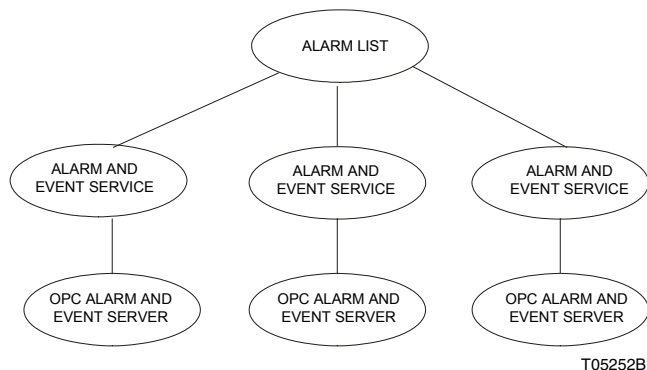 ALARM LIST
ALARM AND
EVENT SERVICE
ALARM AND
EVENT SERVICE
ALARM AND
EVENT SERVICE
OPC ALARM AND
EVENT SERVER
OPC ALARM AND
EVENT SERVER
OPC ALARM AND
EVENT SERVER
T05252B